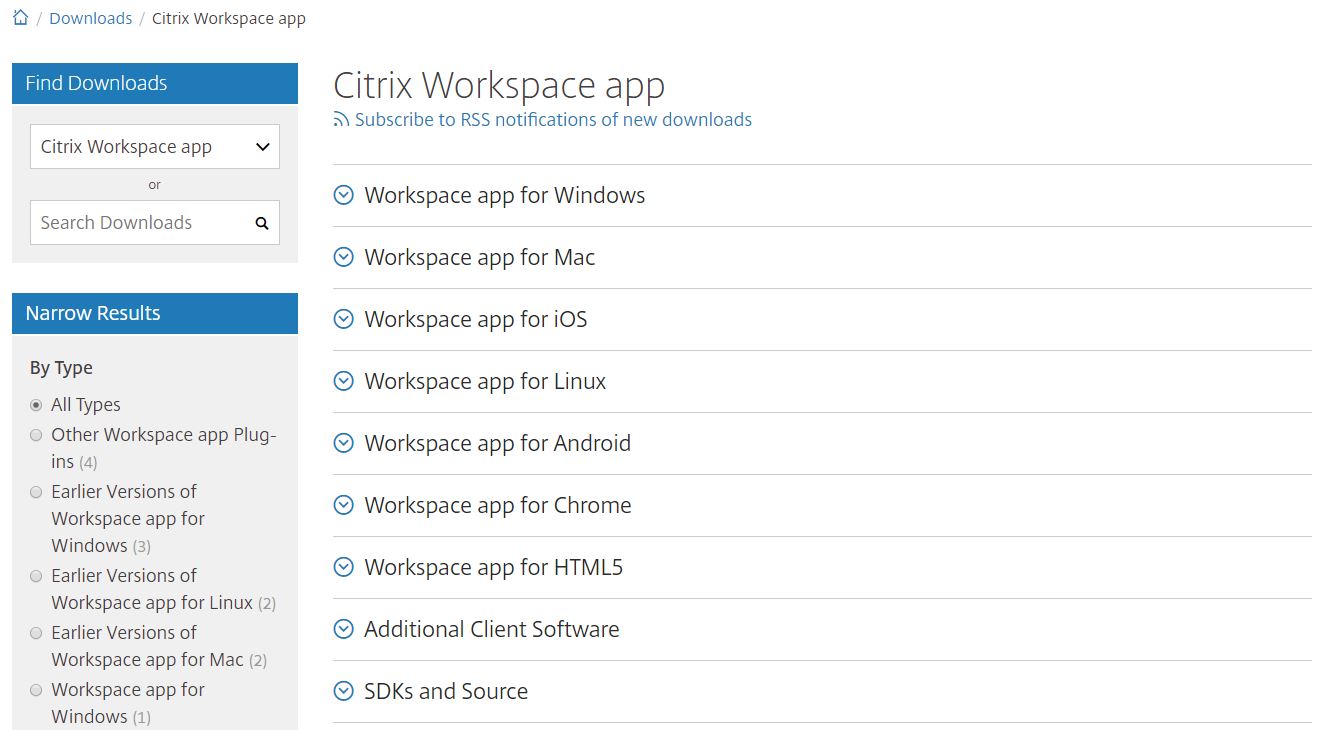 / Downloads / Citrix Workspace app
Find Downloads
Citrix Workspace app
or
Search Downloads
Narrow Results
By Type
All Types
Other Workspace app Plug-
ins (4)
Earlier Versions of
Workspace app for
Windows (3)
Earlier Versions of
Workspace app for Linux (2)
Earlier Versions of
Workspace app for Mac (2)
Workspace app for
Windows (1)
Citrix Workspace app
Subscribe to RSS notifications of new downloads
Workspace app for Windows
Workspace app for Mac
Workspace app for iOS
Workspace app for Linux
Workspace app for Android
Workspace app for Chrome
Workspace app for HTML5
Additional Client Software
SDKs and Source